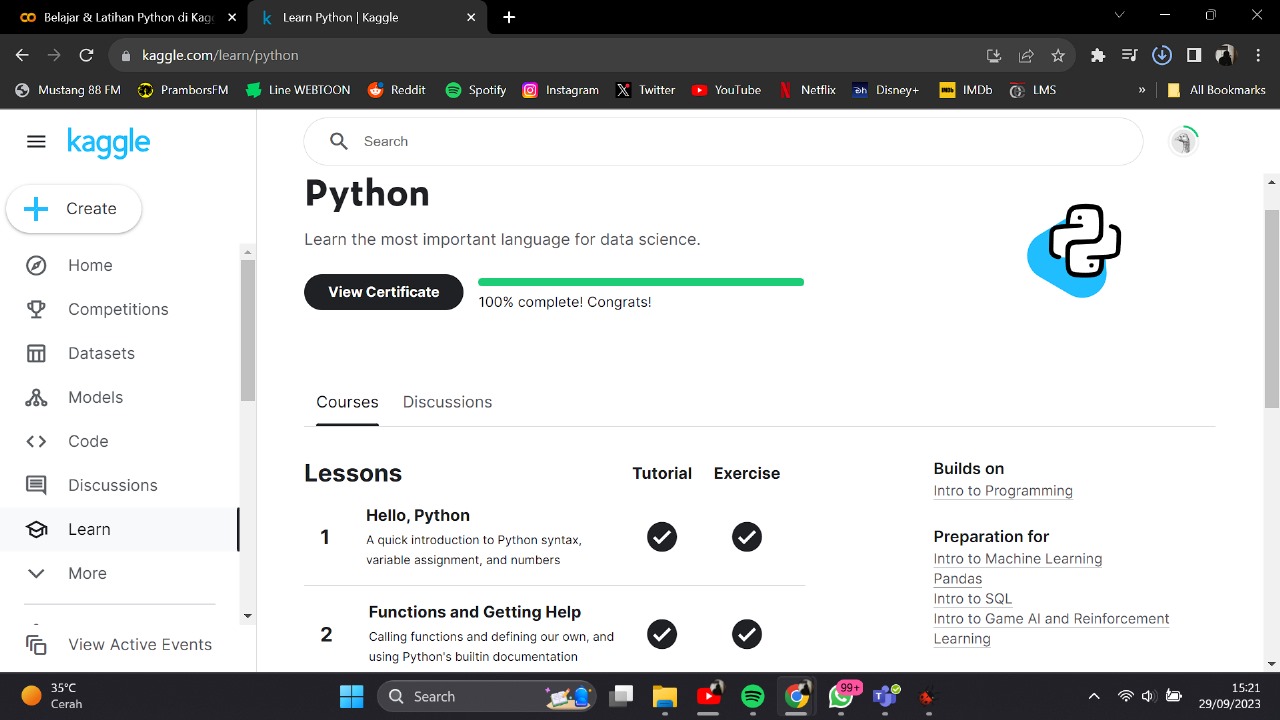 Belajar & Latihan Python di Kag
Learn Python | Kaggle
kaggle.com/learn/python
Mustang 88 FM
PramborsFM
Line WEBTOON
Reddit
Spotify
Instagram
Twitter
YouTube
Netflix
Disney+
IMDb
LMS
»
All Bookmarks
kaggle
Search
Create
Home
Competitions
Datasets
Models
Code
Discussions
Learn
More
View Active Events
Python
Learn the most important language for data science.
View Certificate
100% complete! Congrats!
Courses
Discussions
Lessons
Tutorial
Exercise
1
Hello, Python
A quick introduction to Python syntax,
variable assignment, and numbers
2
Functions and Getting Help
Calling functions and defining our own, and
using Python's builtin documentation
Builds on
Intro to Programming
Preparation for
Intro to Machine Learning
Pandas
Intro to SQL
Intro to Game AI and Reinforcement
Learning
35°C
Cerah
Search
99+
15:21
29/09/2023